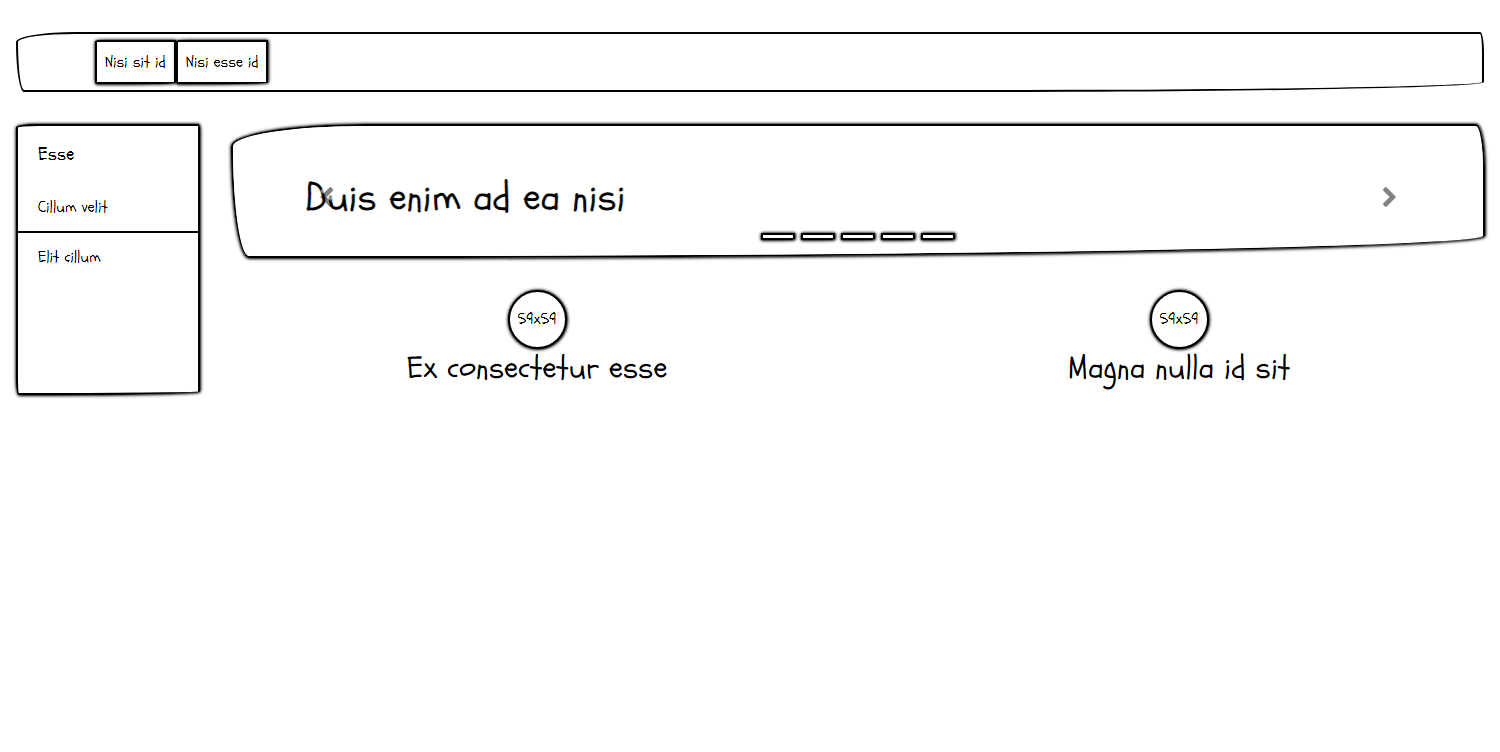 Nisi sit id
Nisi esse id
Esse
Cillum velit
Elit cillum
Duis enim ad ea nisi
59x59
Ex consectetur esse
59x59
Magna nulla id sit